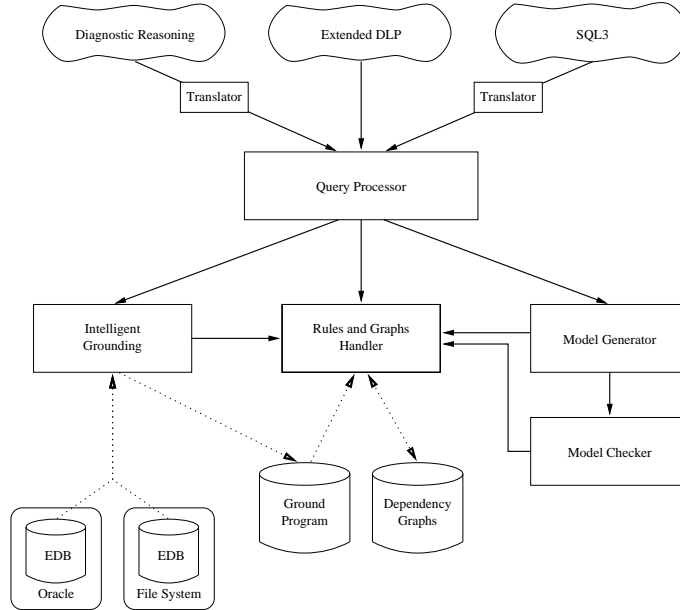 Diagnostic Reasoning
Extended DLP
SQL3
Translator
Translator
Query Processor
Intelligent
Grounding
Rules and Graphs
Handler
Model Generator
Model Checker
Ground
Program
Dependency
Graphs
EDB
EDB
Oracle
File System